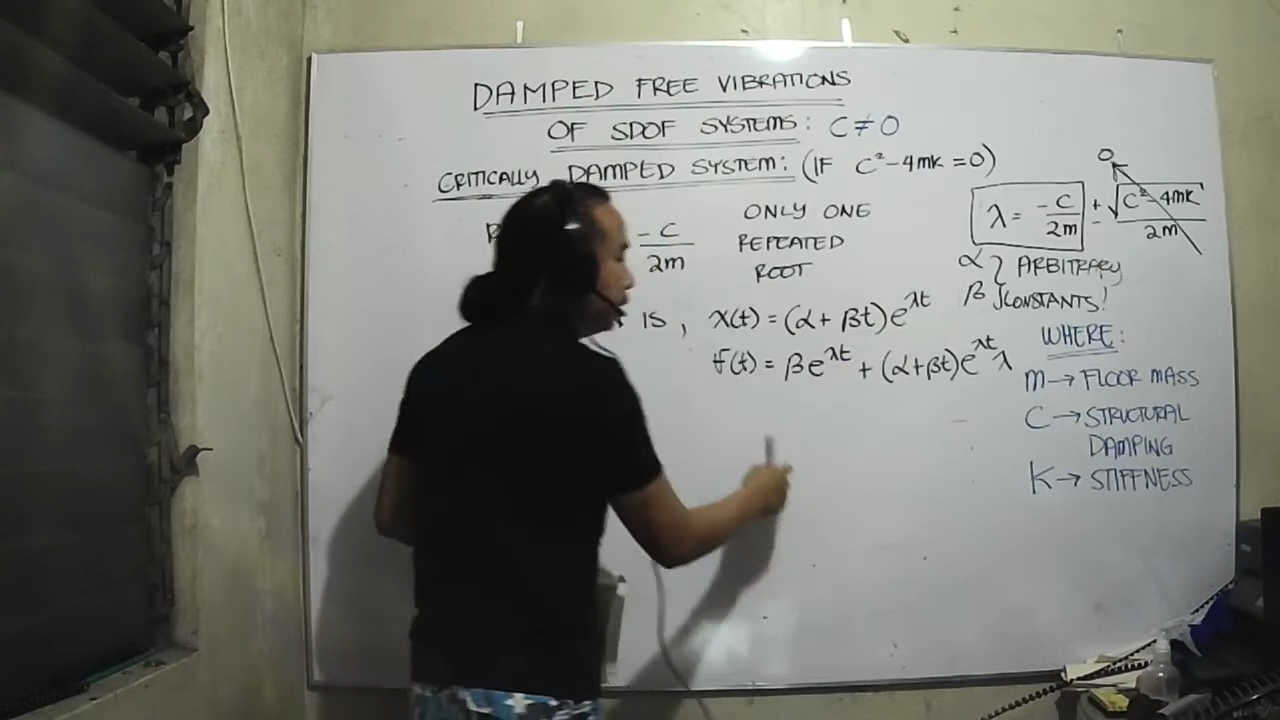 DAMPED FREE VIBRATIONS
OF SDOF SYSTEMS: C≠0
CRITICALLY DAMPED SYSTEM: (IF C²-4mk=0)
-C/2m
ONLY ONE
REPEATED
ROOT
IS, x(t) = (α+βt)e^λt
ẋ(t) = βe^λt + (α+βt)e^λt λ
0
λ = -C/2m ± √(C²-4mk)/2m
α } ARBITRARY
β } CONSTANTS!
WHERE:
m → FLOOR MASS
C → STRUCTURAL
DAMPING
K → STIFFNESS